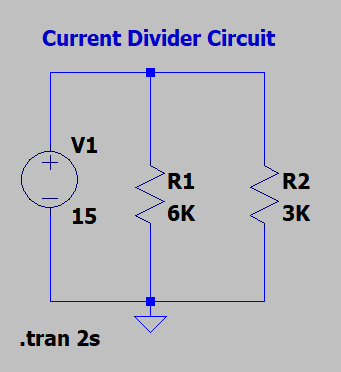 Current Divider Circuit
V1
15
R1
6K
R2
3K
.tran 2s